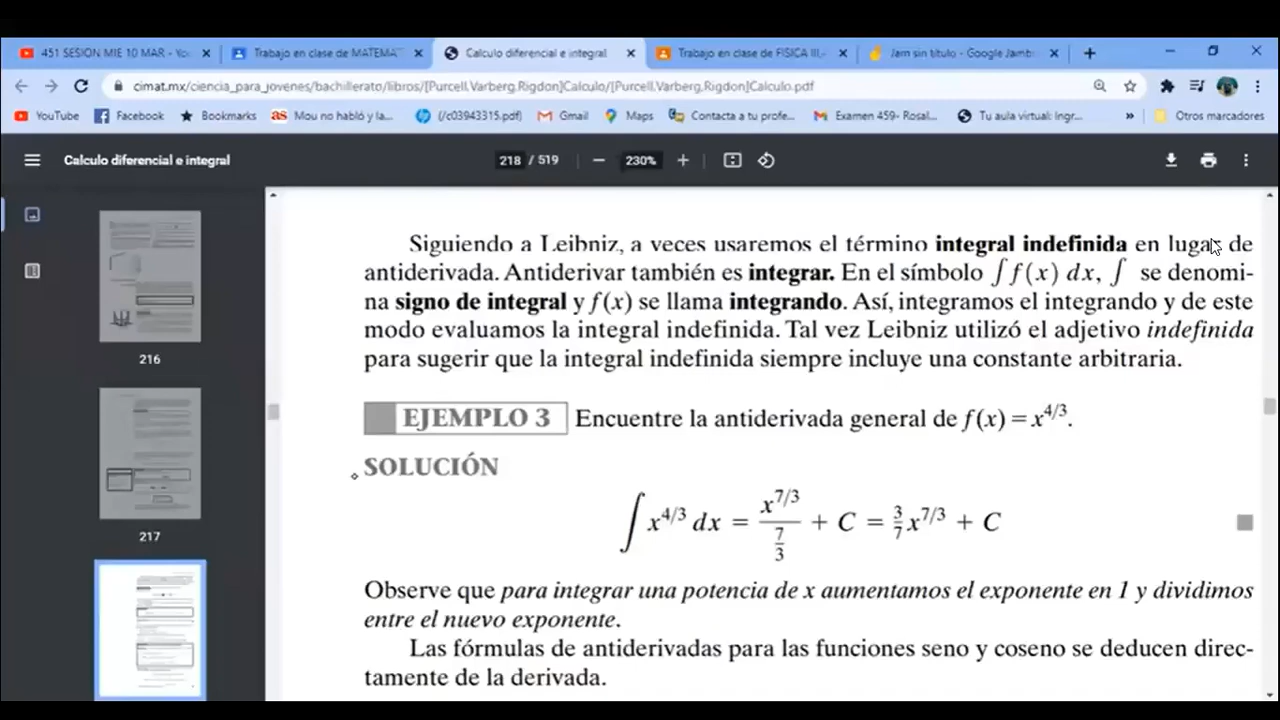 451 SESION MIE 10 MAR - Yo
Trabajo en clase de MATEMAT
Calculo diferencial e integral
Trabajo en clase de FISICA III.-
Jam sin titulo - Google Jamb
cimat.mx/ciencia_para_jovenes/bachillerato/libros/[Purcell,Varberg,Rigdon]Calculo/[Purcell,Varberg,Rigdon]Calculo.pdf
YouTube
Facebook
Bookmarks
as Mou no habló y la...
(/c03943315.pdf)
Gmail
Maps
Contacta a tu profe...
Examen 459- Rosal...
Tu aula virtual: Ingr...
»
Otros marcadores
Calculo diferencial e integral
218 / 519
230%
216
217
Siguiendo a Leibniz, a veces usaremos el término integral indefinida en lugar de
antiderivada. Antiderivar también es integrar. En el símbolo ∫ f(x) dx, ∫ se denomi-
na signo de integral y f(x) se llama integrando. Así, integramos el integrando y de este
modo evaluamos la integral indefinida. Tal vez Leibniz utilizó el adjetivo indefinida
para sugerir que la integral indefinida siempre incluye una constante arbitraria.
EJEMPLO 3 Encuentre la antiderivada general de f(x) = x^{4/3}.
SOLUCIÓN
∫ x^{4/3} dx = x^{7/3} / (7/3) + C = 3/7 x^{7/3} + C
Observe que para integrar una potencia de x aumentamos el exponente en 1 y dividimos
entre el nuevo exponente.
Las fórmulas de antiderivadas para las funciones seno y coseno se deducen direc-
tamente de la derivada.